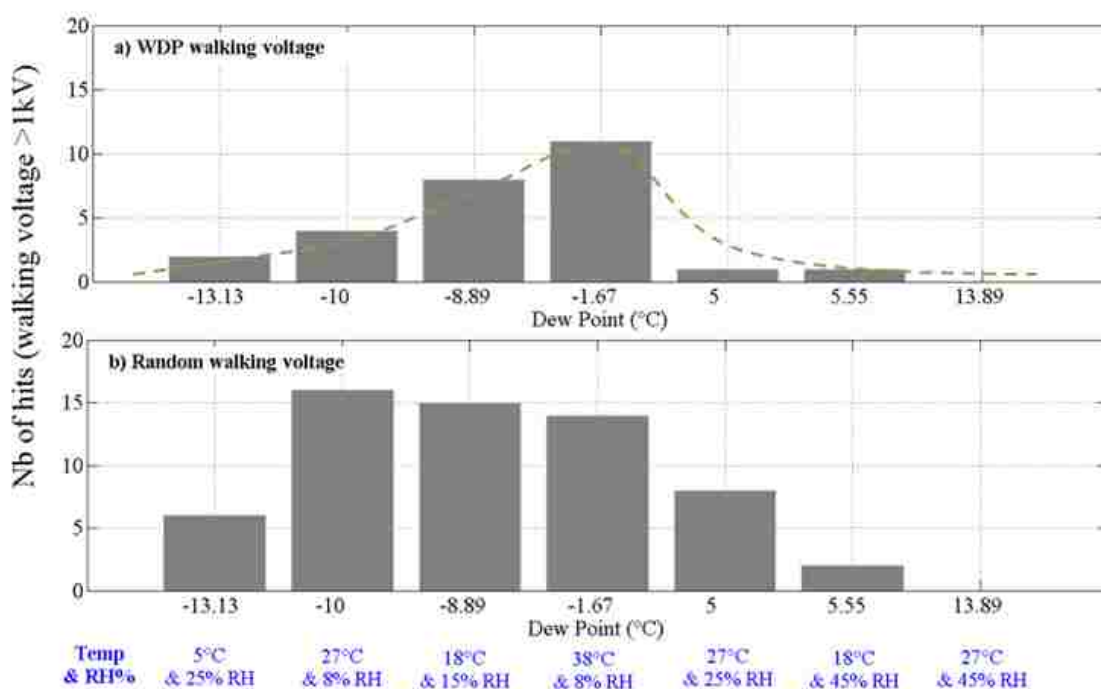 Nb of hits (walking voltage >1kV)
20
a) WDP walking voltage
15
10
5
0
-13.13 -10 -8.89 -1.67 5 5.55 13.89
Dew Point (°C)
20
b) Random walking voltage
15
10
5
0
-13.13 -10 -8.89 -1.67 5 5.55 13.89
Dew Point (°C)
Temp 5°C 27°C 18°C 38°C 27°C 18°C 27°C
& RH% & 25% RH & 8% RH & 15% RH & 8% RH & 25% RH & 45% RH & 45% RH